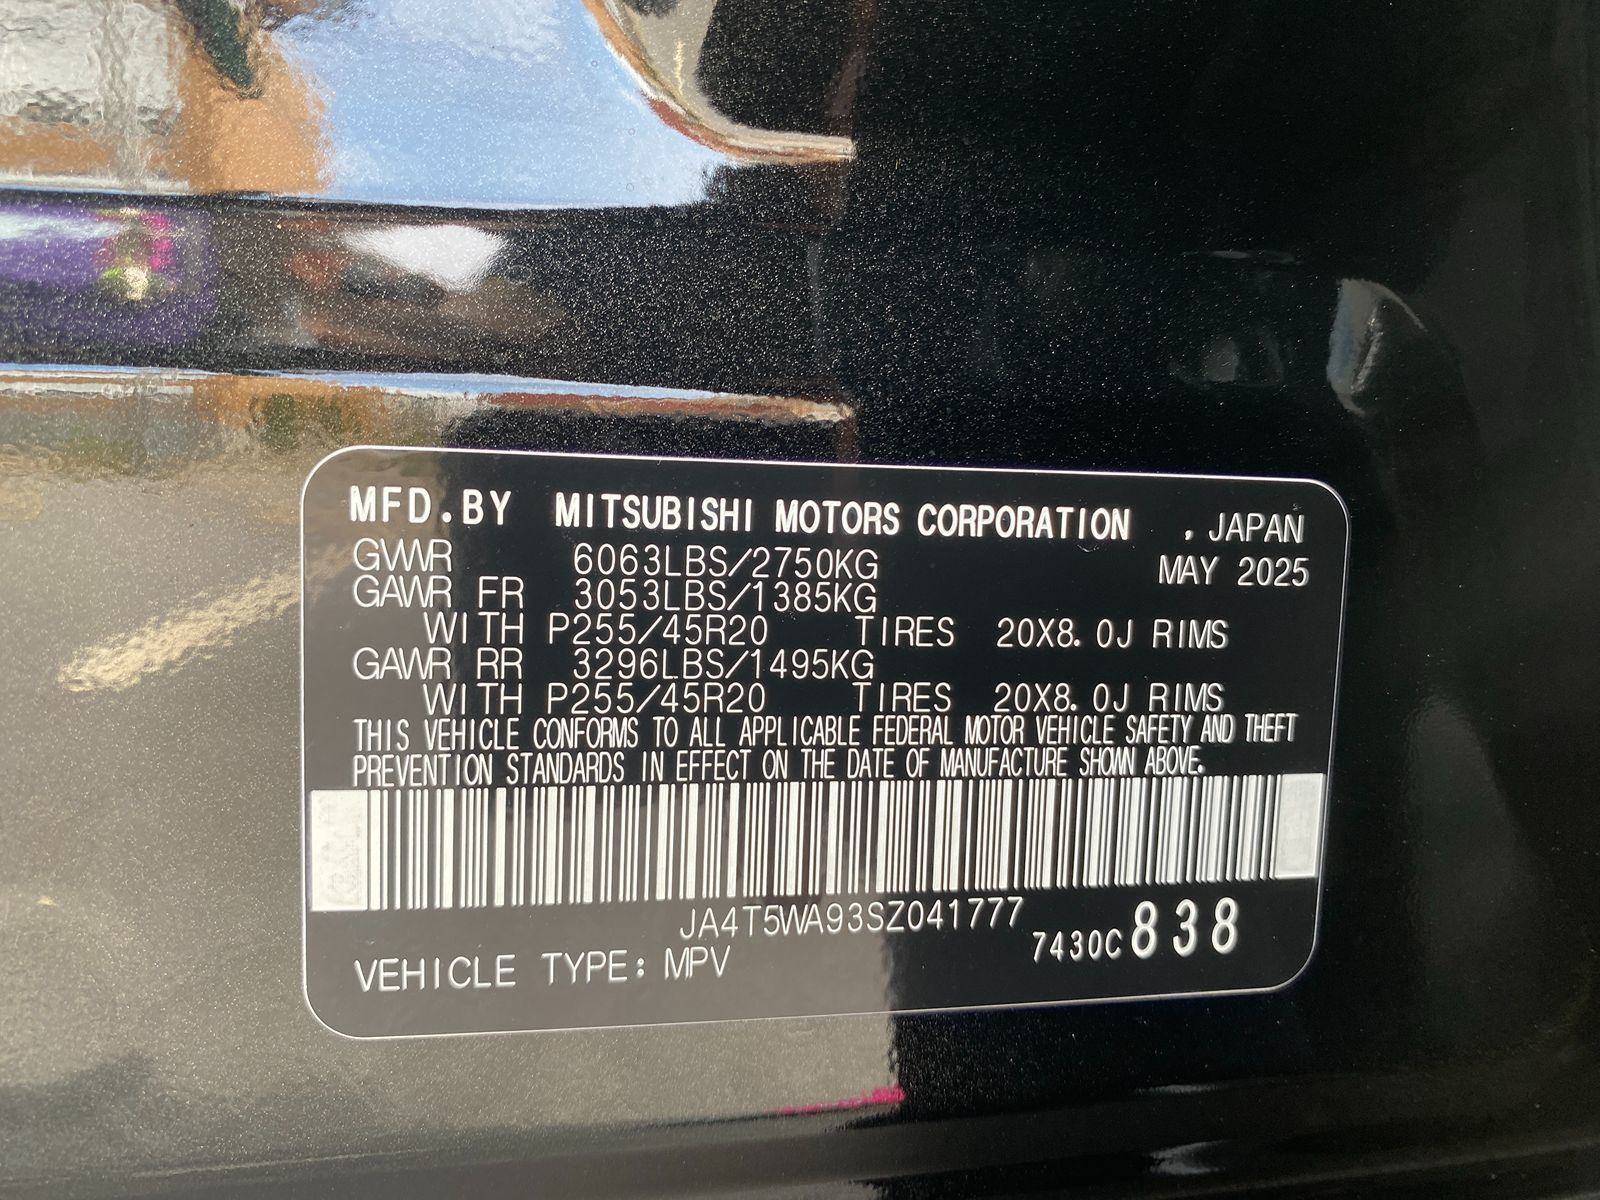 MFD.BY MITSUBISHI MOTORS CORPORATION , JAPAN
GVWR 6063LBS/2750KG MAY 2025
GAWR FR 3053LBS/1385KG
WITH P255/45R20 TIRES 20X8.0J RIMS
GAWR RR 3296LBS/1495KG
WITH P255/45R20 TIRES 20X8.0J RIMS
THIS VEHICLE CONFORMS TO ALL APPLICABLE FEDERAL MOTOR VEHICLE SAFETY AND THEFT
PREVENTION STANDARDS IN EFFECT ON THE DATE OF MANUFACTURE SHOWN ABOVE.
JA4T5WA93SZ041777
7430C 838
VEHICLE TYPE: MPV